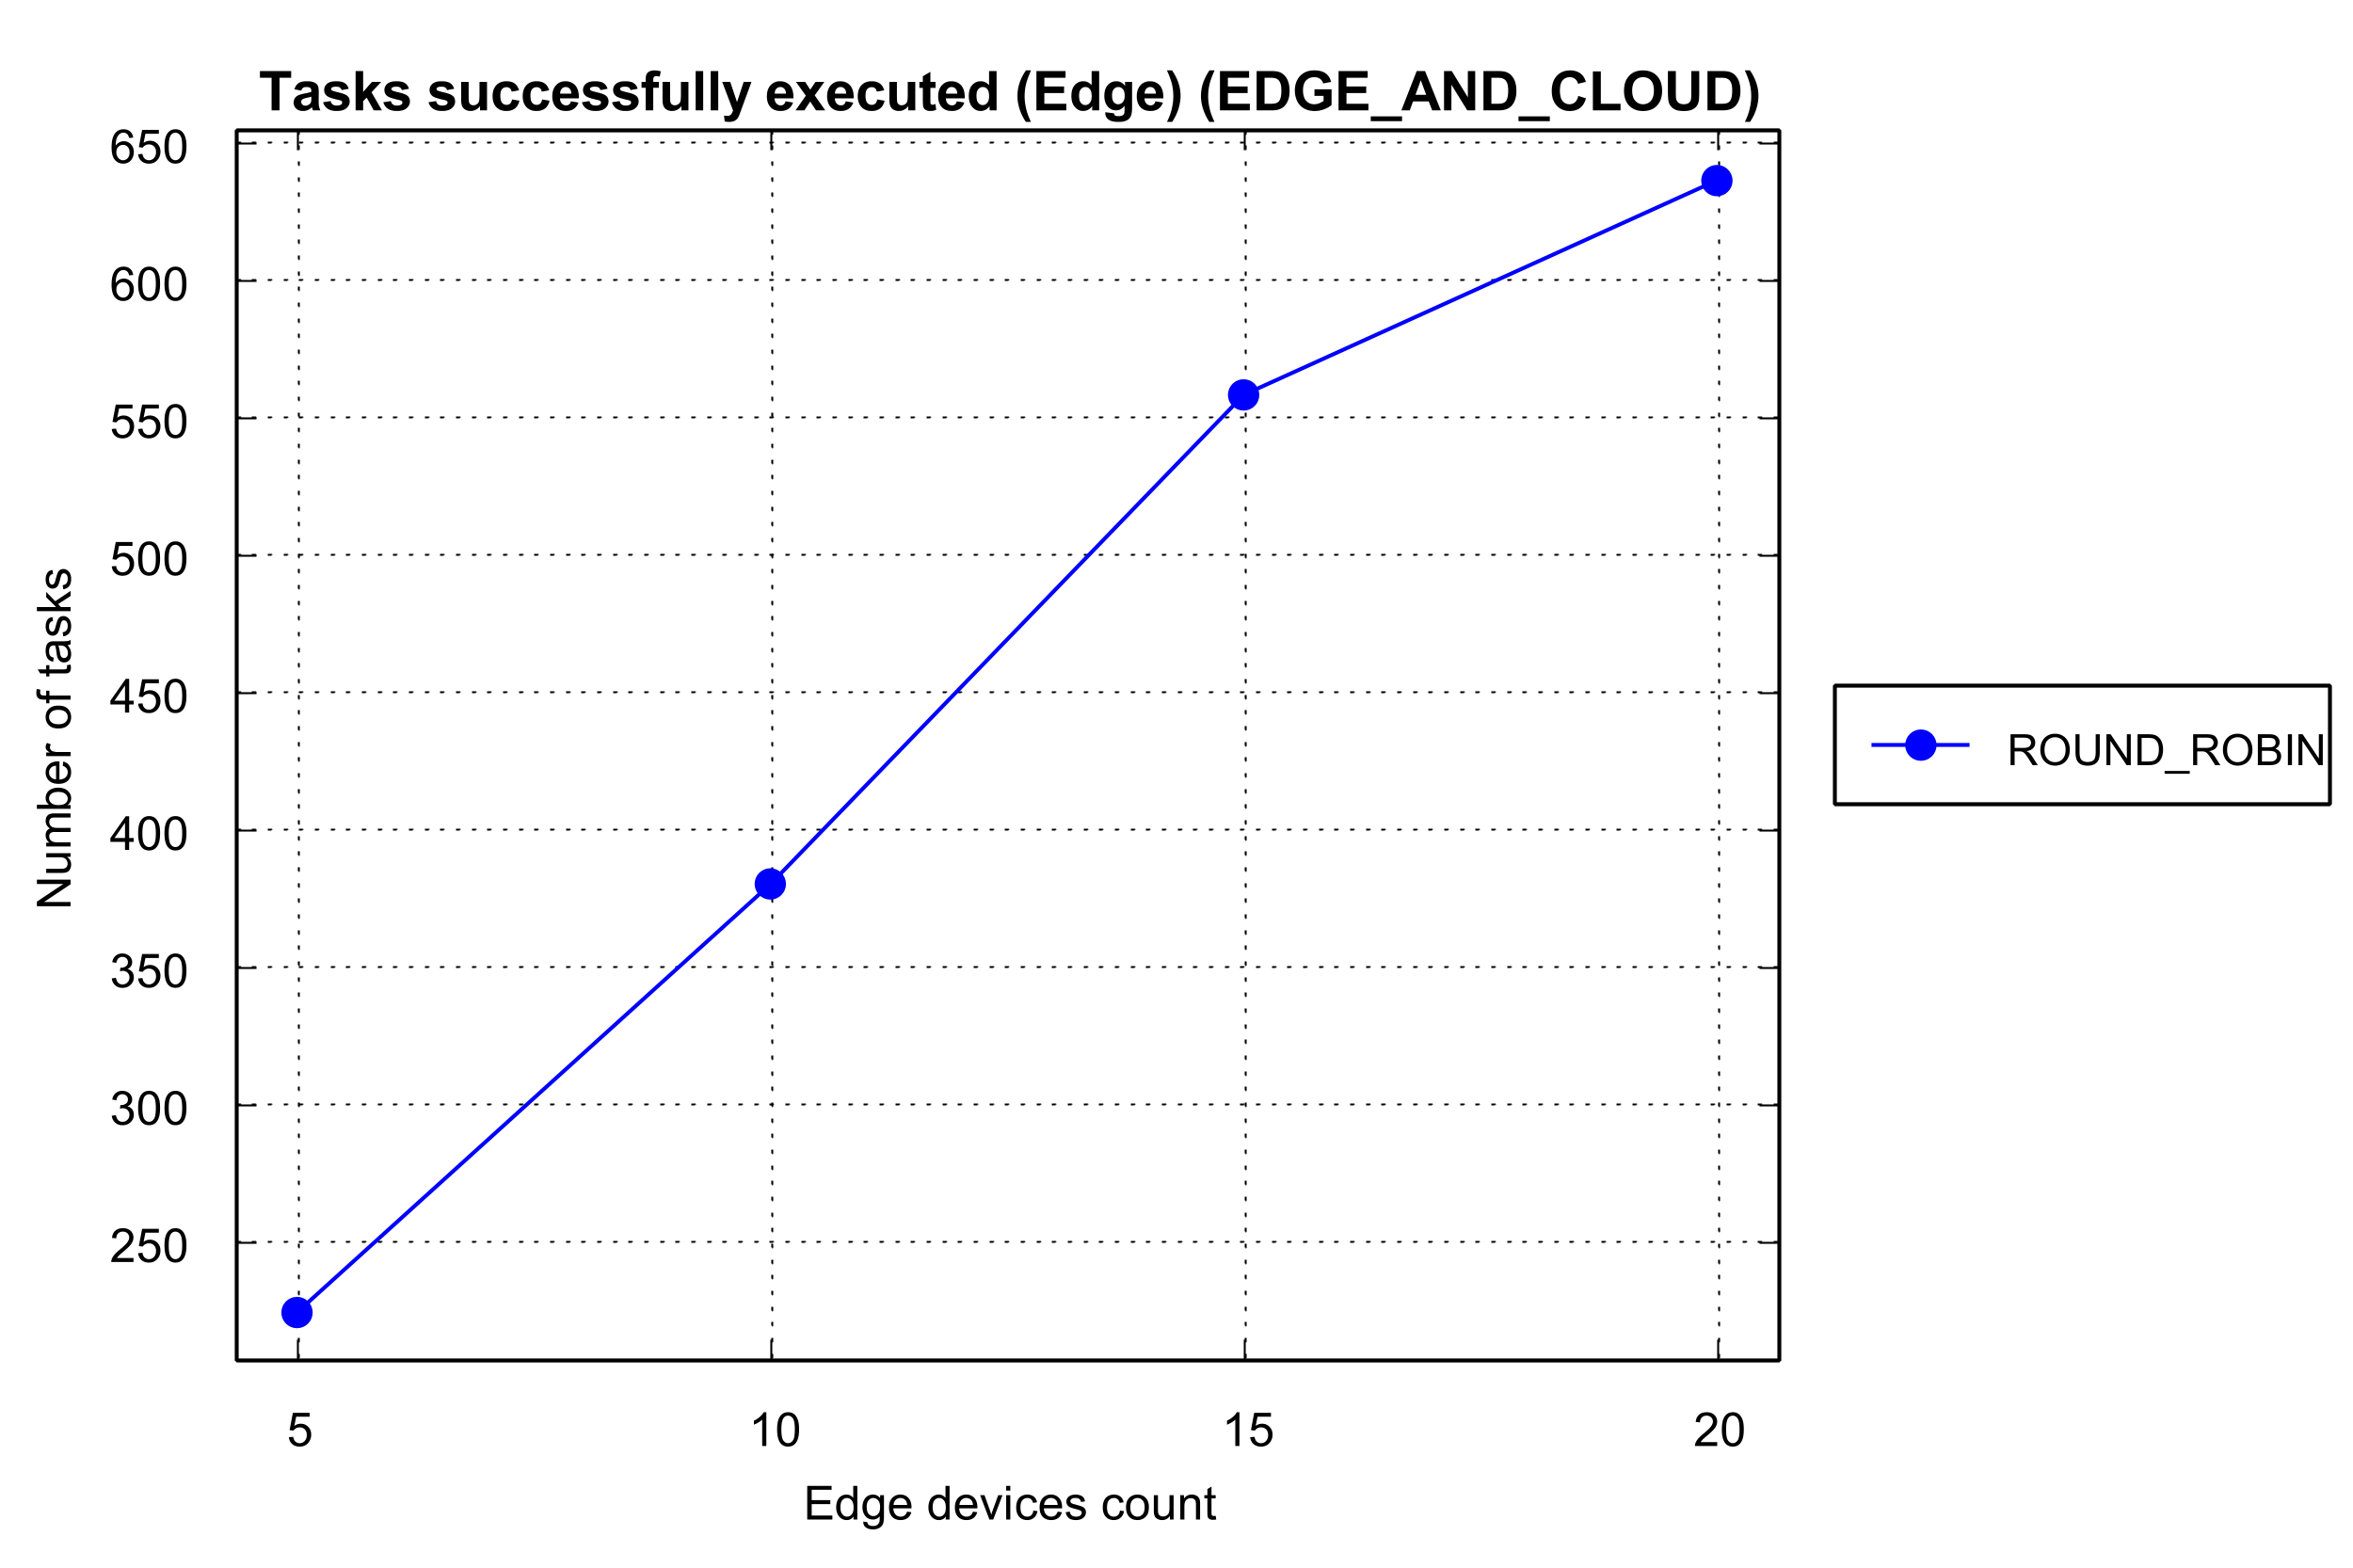 Tasks successfully executed (Edge) (EDGE_AND_CLOUD)
650
600
550
500
450
400
350
300
250
Number of tasks
5 10 15 20
Edge devices count
ROUND_ROBIN